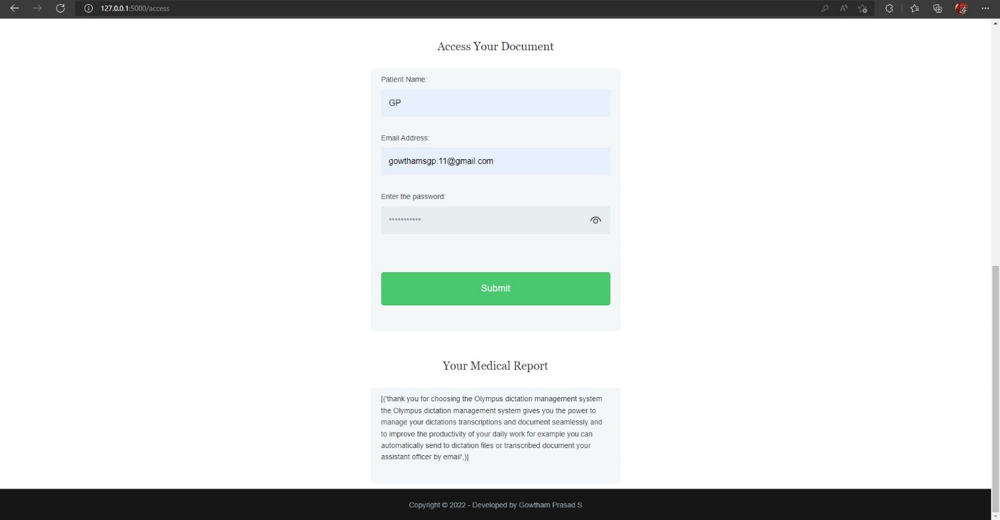 127.0.0.1:5000/access
Access Your Document
Patient Name:
GP
Email Address:
gowthamsgp.11@gmail.com
Enter the password:
•••••••••••
Submit
Your Medical Report
[('thank you for choosing the Olympus dictation management system
the Olympus dictation management system gives you the power to
manage your dictations transcriptions and document seamlessly and
to improve the productivity of your daily work for example you can
automatically send to dictation files or transcribed document your
assistant officer by email',)]
Copyright © 2022 - Developed by Gowtham Prasad S